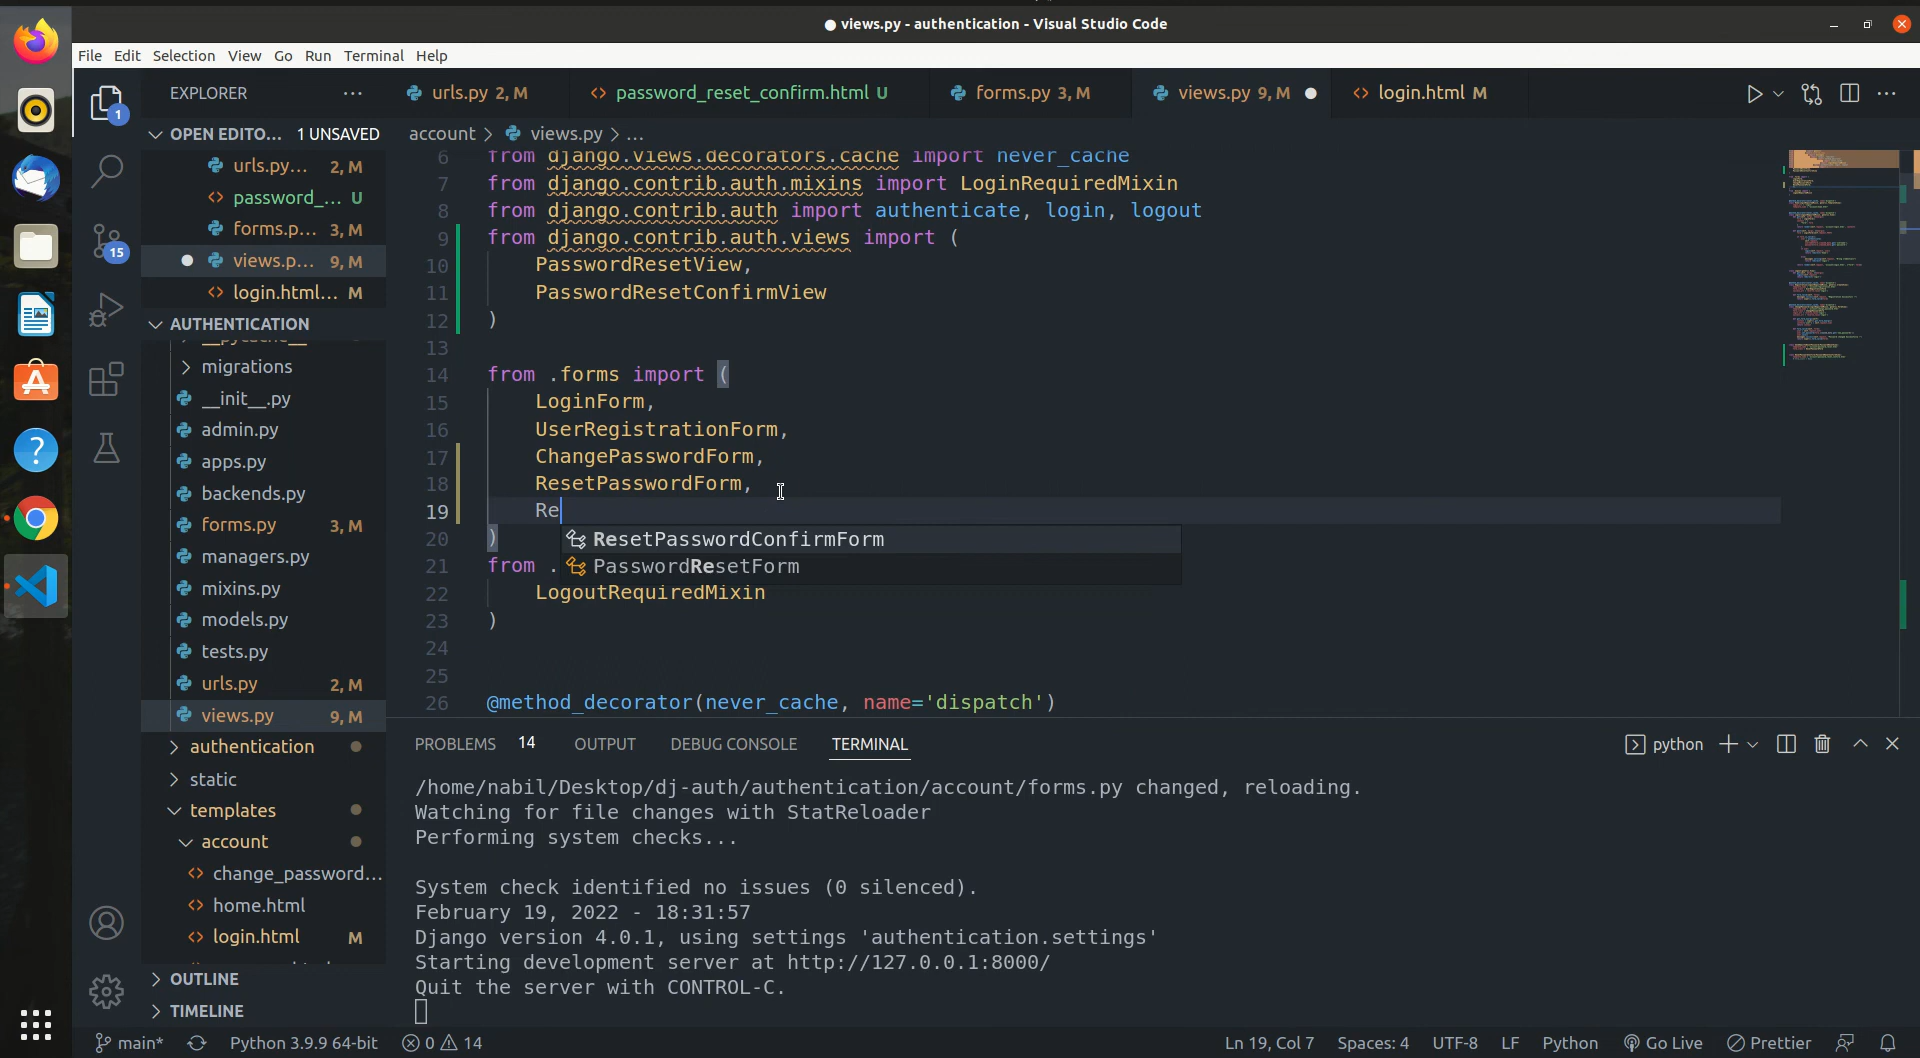 ● views.py - authentication - Visual Studio Code
File Edit Selection View Go Run Terminal Help
EXPLORER ···
urls.py 2, M
password_reset_confirm.html U
forms.py 3, M
views.py 9, M ●
login.html M
OPEN EDITO... 1 UNSAVED
urls.py... 2, M
password_... U
forms.p... 3, M
● views.p... 9, M
login.html... M
AUTHENTICATION
__pycache__
migrations
__init__.py
admin.py
apps.py
backends.py
forms.py 3, M
managers.py
mixins.py
models.py
tests.py
urls.py 2, M
views.py 9, M
authentication
static
templates
account
change_password...
home.html
login.html M
OUTLINE
TIMELINE
1
15
account > views.py > ...
6 from django.views.decorators.cache import never_cache
7 from django.contrib.auth.mixins import LoginRequiredMixin
8 from django.contrib.auth import authenticate, login, logout
9 from django.contrib.auth.views import (
10 PasswordResetView,
11 PasswordResetConfirmView
12 )
13
14 from .forms import (
15 LoginForm,
16 UserRegistrationForm,
17 ChangePasswordForm,
18 ResetPasswordForm,
19 Re
20 )
ResetPasswordConfirmForm
21 from .
PasswordResetForm
22 LogoutRequiredMixin
23 )
24
25
26 @method_decorator(never_cache, name='dispatch')
PROBLEMS 14 OUTPUT DEBUG CONSOLE TERMINAL
python
/home/nabil/Desktop/dj-auth/authentication/account/forms.py changed, reloading.
Watching for file changes with StatReloader
Performing system checks...
System check identified no issues (0 silenced).
February 19, 2022 - 18:31:57
Django version 4.0.1, using settings 'authentication.settings'
Starting development server at http://127.0.0.1:8000/
Quit the server with CONTROL-C.
main* Python 3.9.9 64-bit 0 14
Ln 19, Col 7 Spaces: 4 UTF-8 LF Python Go Live Prettier